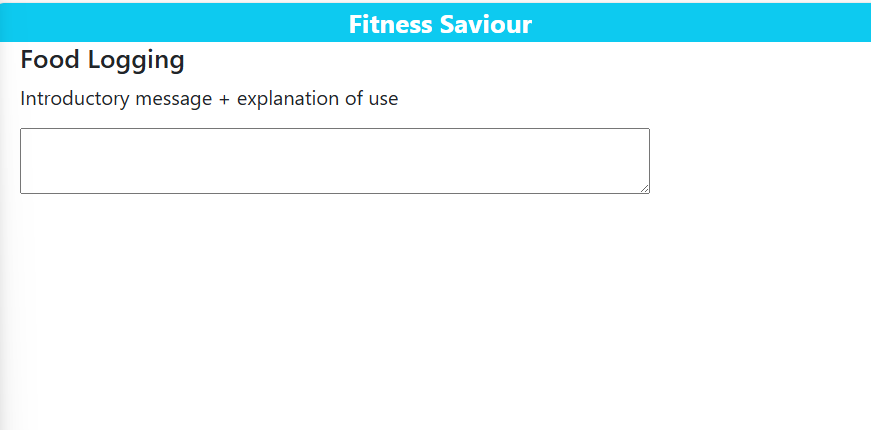 Fitness Saviour
Food Logging
Introductory message + explanation of use